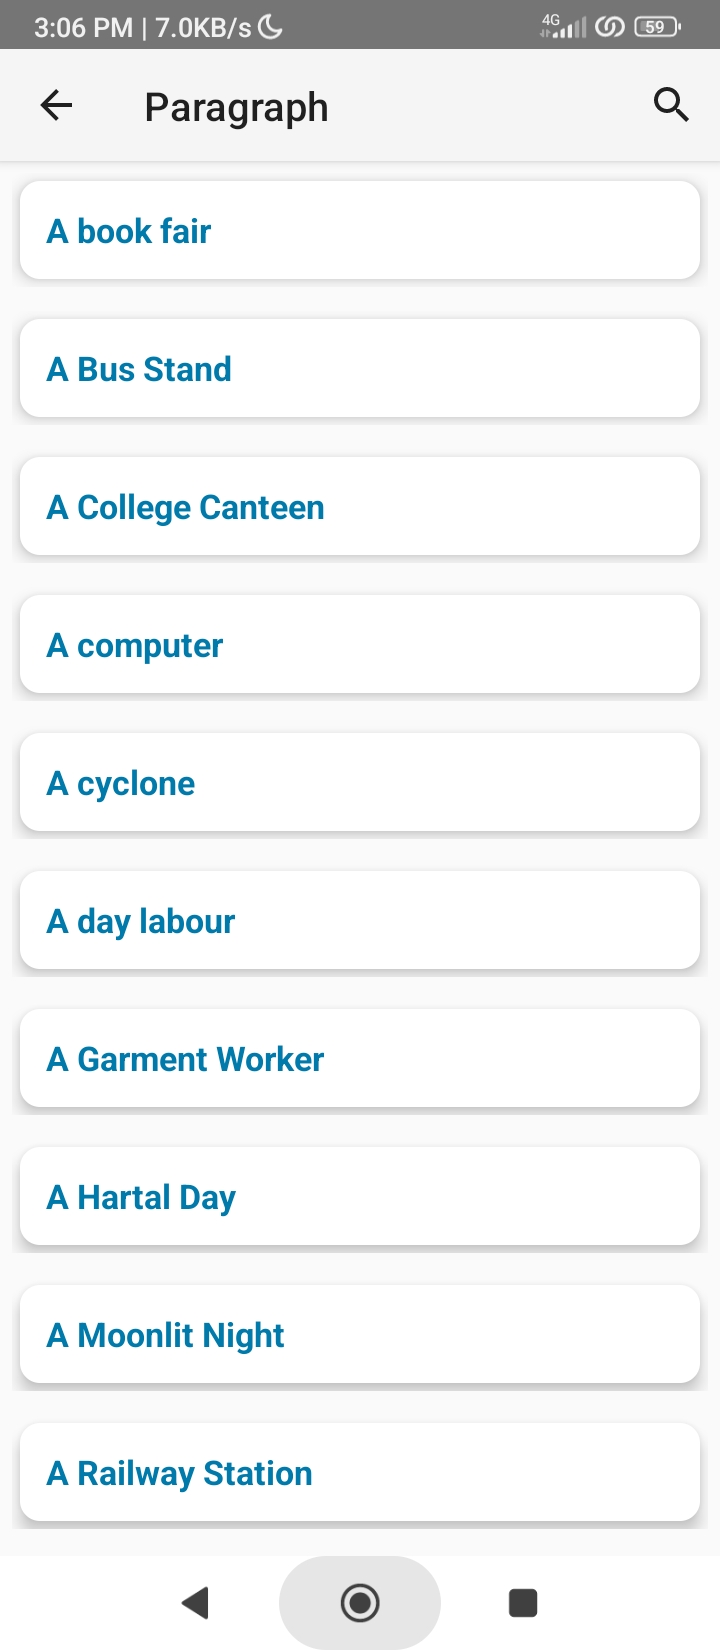 3:06 PM | 7.0KB/s 4G 59
Paragraph
A book fair
A Bus Stand
A College Canteen
A computer
A cyclone
A day labour
A Garment Worker
A Hartal Day
A Moonlit Night
A Railway Station